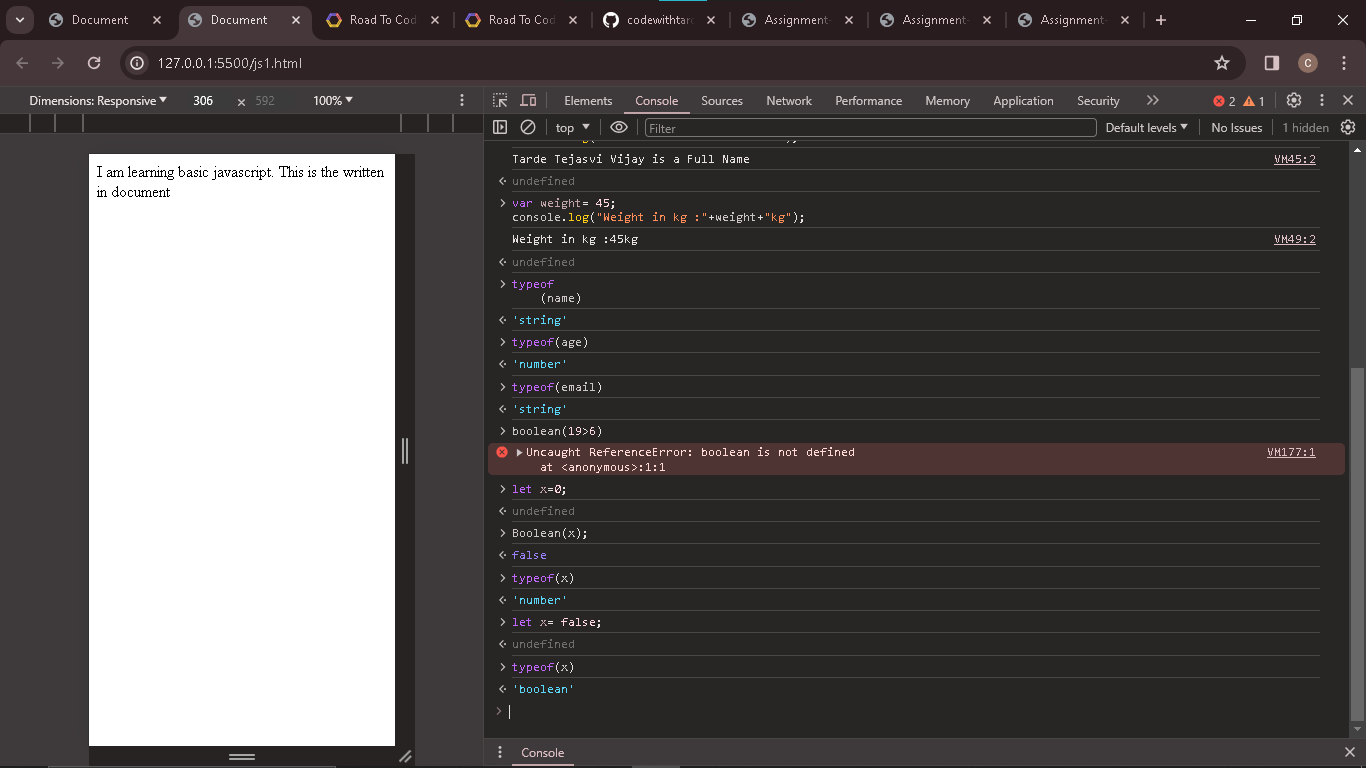 Document
Document
Road To Cod
Road To Cod
codewithtar
Assignment-
Assignment-
Assignment-
127.0.0.1:5500/js1.html
C
Dimensions: Responsive 306 × 592 100%
Elements Console Sources Network Performance Memory Application Security 2 1
top Filter Default levels No Issues 1 hidden
I am learning basic javascript. This is the written
in document
Tarde Tejasvi Vijay is a Full Name VM45:2
undefined
var weight= 45;
console.log("Weight in kg :"+weight+"kg");
Weight in kg :45kg VM49:2
undefined
typeof
(name)
'string'
typeof(age)
'number'
typeof(email)
'string'
boolean(19>6)
Uncaught ReferenceError: boolean is not defined VM177:1
at <anonymous>:1:1
let x=0;
undefined
Boolean(x);
false
typeof(x)
'number'
let x= false;
undefined
typeof(x)
'boolean'
Console